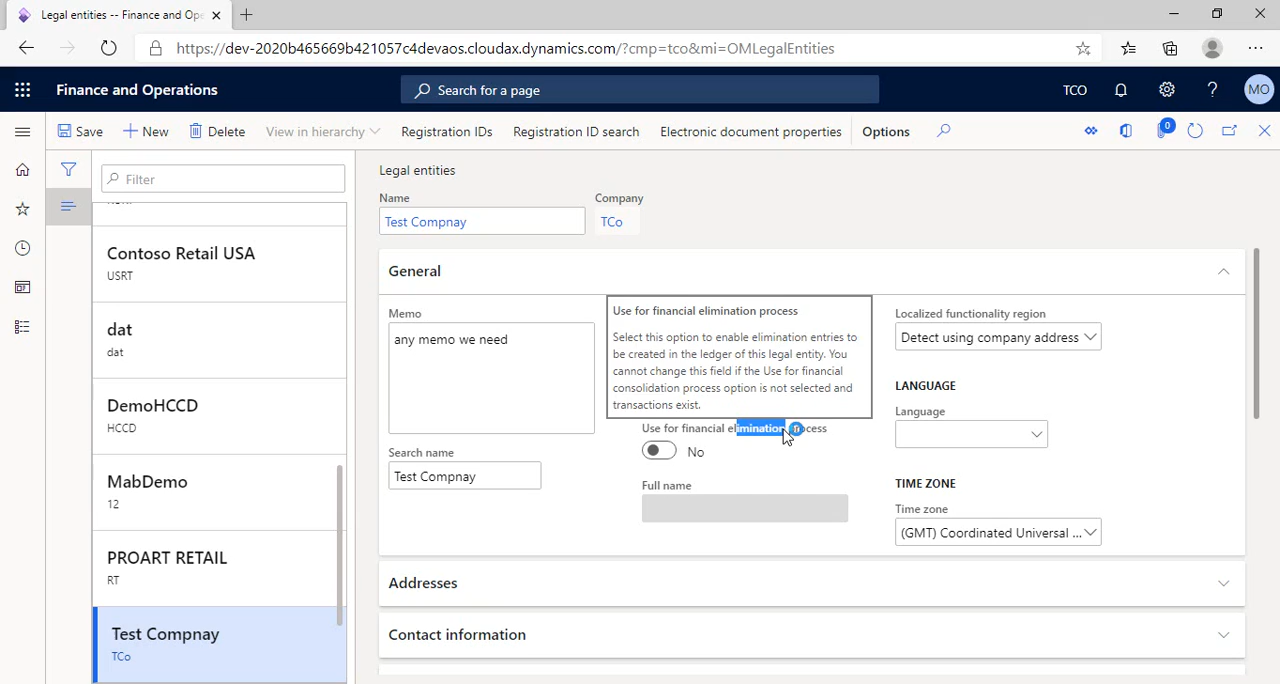 Legal entities -- Finance and Ope
https://dev-2020b465669b421057c4devaos.cloudax.dynamics.com/?cmp=tco&mi=OMLegalEntities
Finance and Operations
Search for a page
TCO
?
MO
Save
New
Delete
View in hierarchy
Registration IDs
Registration ID search
Electronic document properties
Options
0
Filter
Contoso Retail USA
USRT
dat
dat
DemoHCCD
HCCD
MabDemo
12
PROART RETAIL
RT
Test Compnay
TCo
Legal entities
Name
Company
Test Compnay
TCo
General
Memo
any memo we need
Search name
Test Compnay
Use for financial elimination process
Select this option to enable elimination entries to
be created in the ledger of this legal entity. You
cannot change this field if the Use for financial
consolidation process option is not selected and
transactions exist.
Use for financial elimination process
No
Full name
Localized functionality region
Detect using company address
LANGUAGE
Language
TIME ZONE
Time zone
(GMT) Coordinated Universal ...
Addresses
Contact information